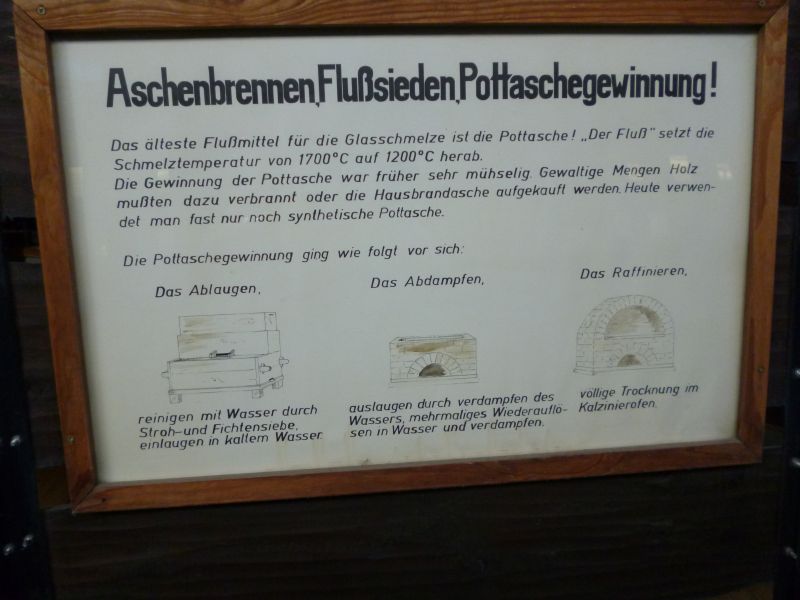 Aschenbrennen, Flußsieden, Pottaschegewinnung!
Das älteste Flußmittel für die Glasschmelze ist die Pottasche! „Der Fluß" setzt die
Schmelztemperatur von 1700°C auf 1200°C herab.
Die Gewinnung der Pottasche war früher sehr mühselig. Gewaltige Mengen Holz
mußten dazu verbrannt oder die Hausbrandasche aufgekauft werden. Heute verwen-
det man fast nur noch synthetische Pottasche.
Die Pottaschegewinnung ging wie folgt vor sich:
Das Ablaugen,
reinigen mit Wasser durch
Stroh-und Fichtensiebe,
einlaugen in kaltem Wasser.
Das Abdampfen,
auslaugen durch verdampfen des
Wassers, mehrmaliges Wiederauflö-
sen in Wasser und verdampfen.
Das Raffinieren,
völlige Trocknung im
Kalzinierofen.